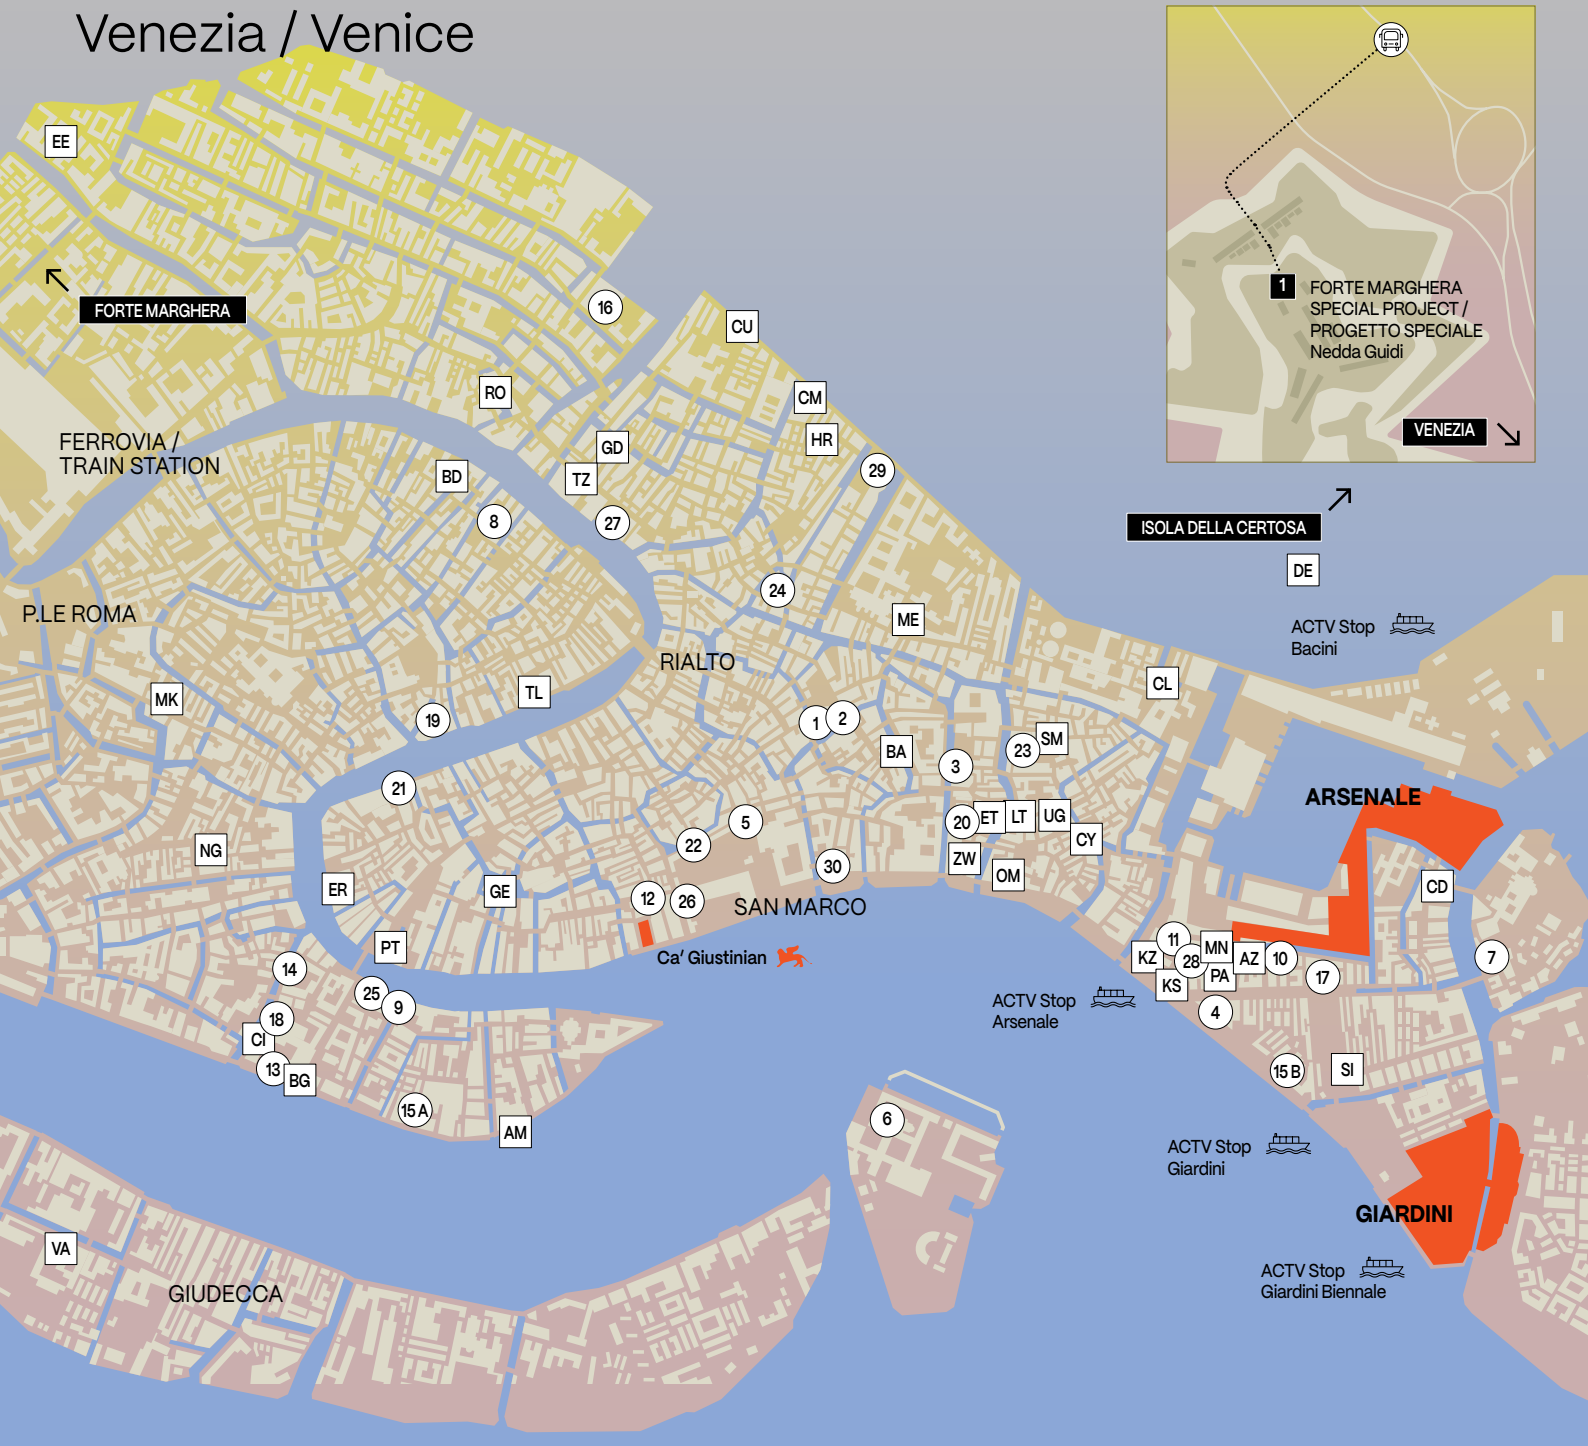 Venezia / Venice
EE
FORTE MARGHERA
16
CU
1
FORTE MARGHERA
SPECIAL PROJECT /
PROGETTO SPECIALE
Nedda Guidi
VENEZIA
RO
CM
HR
FERROVIA /
TRAIN STATION
GD
BD
TZ
29
8
27
ISOLA DELLA CERTOSA
DE
24
P.LE ROMA
ME
ACTV Stop
Bacini
RIALTO
CL
MK
TL
19
1
2
BA
23
SM
3
21
ARSENALE
5
20
ET
LT
UG
CY
22
NG
ZW
30
OM
ER
GE
CD
12
26
SAN MARCO
PT
Ca' Giustinian
11
MN
KZ
28
AZ
10
7
14
PA
17
KS
25
9
ACTV Stop
Arsenale
4
18
CI
13
BG
15 B
SI
15 A
AM
6
ACTV Stop
Giardini
GIARDINI
VA
GIUDECCA
ACTV Stop
Giardini Biennale